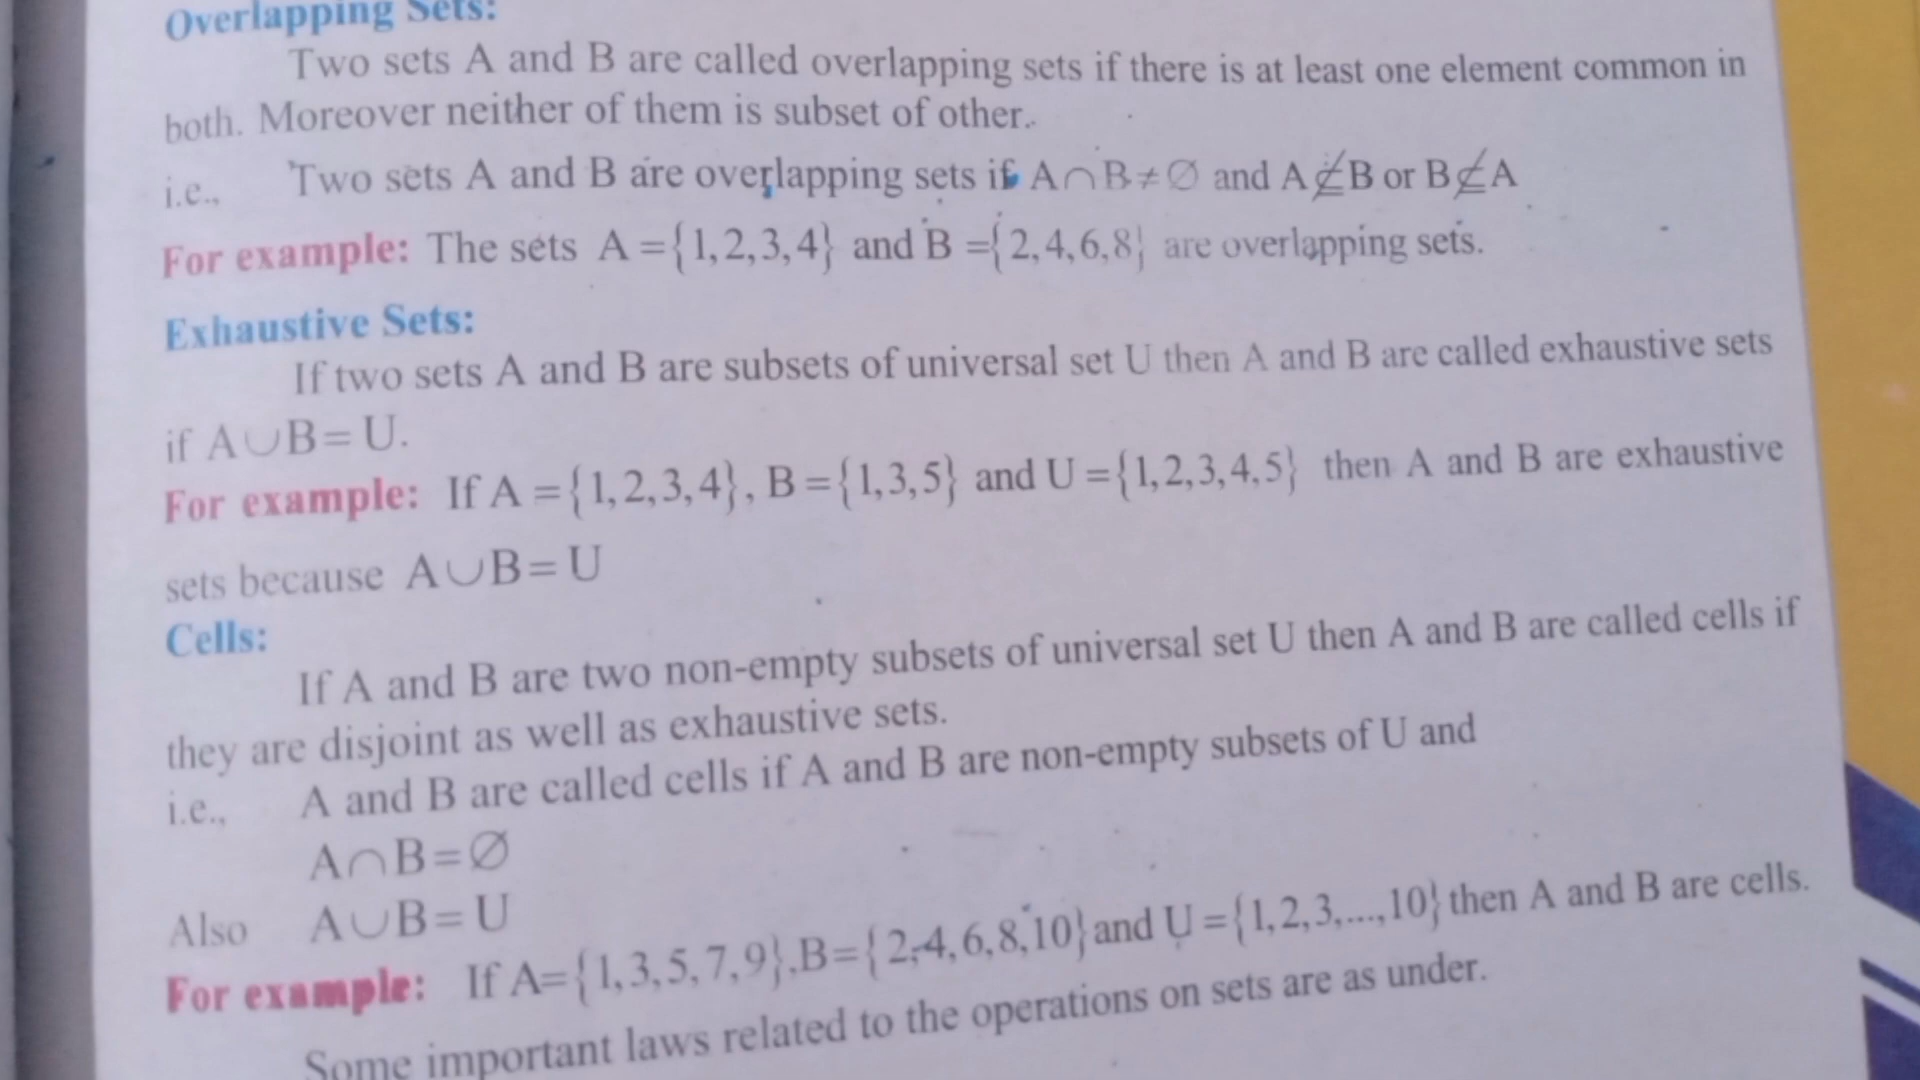 Overlapping Sets:
Two sets A and B are called overlapping sets if there is at least one element common in
both. Moreover neither of them is subset of other.
i.e., Two sets A and B are overlapping sets if A∩B≠∅ and A⊈B or B⊈A
For example: The sets A={1,2,3,4} and B={2,4,6,8} are overlapping sets.
Exhaustive Sets:
If two sets A and B are subsets of universal set U then A and B are called exhaustive sets
if A∪B=U.
For example: If A={1,2,3,4}, B={1,3,5} and U={1,2,3,4,5} then A and B are exhaustive
sets because A∪B=U
Cells:
If A and B are two non-empty subsets of universal set U then A and B are called cells if
they are disjoint as well as exhaustive sets.
i.e., A and B are called cells if A and B are non-empty subsets of U and
A∩B=∅
Also A∪B=U
For example: If A={1,3,5,7,9},B={2,4,6,8,10}and U={1,2,3,....,10} then A and B are cells.
Some important laws related to the operations on sets are as under.